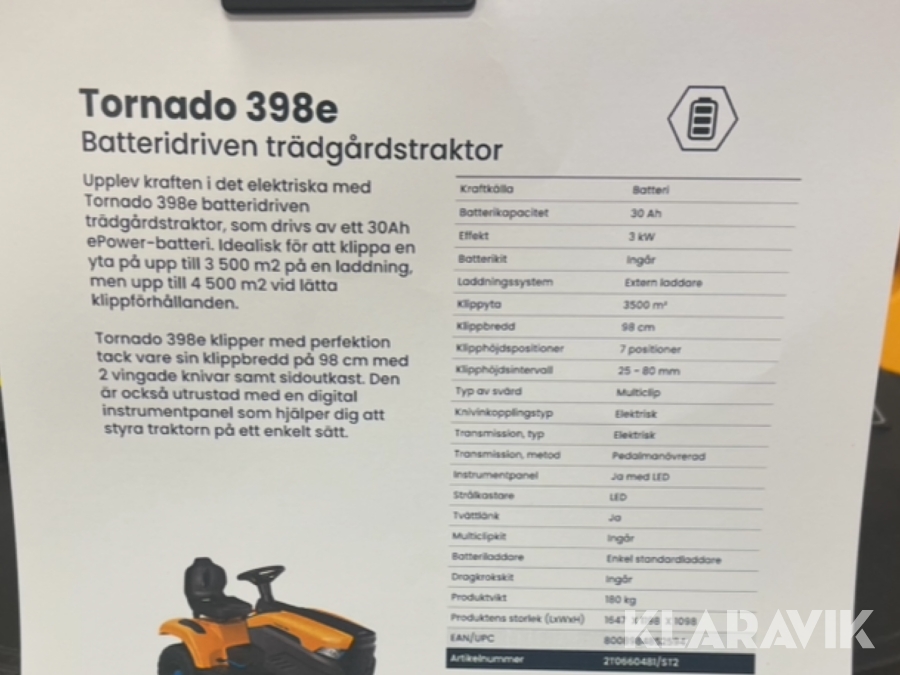 Tornado 398e
Batteridriven trädgårdstraktor
Upplev kraften i det elektriska med
Tornado 398e batteridriven
trädgårdstraktor, som drivs av ett 30Ah
ePower-batteri. Idealisk för att klippa en
yta på upp till 3 500 m2 på en laddning,
men upp till 4 500 m2 vid lätta
klippförhållanden.
Tornado 398e klipper med perfektion
tack vare sin klippbredd på 98 cm med
2 vingade knivar samt sidoutkast. Den
är också utrustad med en digital
instrumentpanel som hjälper dig att
styra traktorn på ett enkelt sätt.
Kraftkälla Batteri
Batterikapacitet 30 Ah
Effekt 3 kW
Batterikit Ingår
Laddningssystem Extern laddare
Klippyta 3500 m²
Klippbredd 98 cm
Klipphöjdspositioner 7 positioner
Klipphöjdsintervall 25 - 80 mm
Typ av svärd Multiclip
Knivinkopplingstyp Elektrisk
Transmission, typ Elektrisk
Transmission, metod Pedalmanövrerad
Instrumentpanel Ja med LED
Strålkastare LED
Tvättlänk Ja
Multiclipkit Ingår
Batteriladdare Enkel standardladdare
Dragkrokskit Ingår
Produktvikt 180 kg
Produktens storlek (LxWxH)
EAN/UPC
Artikelnummer 2T0660481/ST2
KLARAVIK